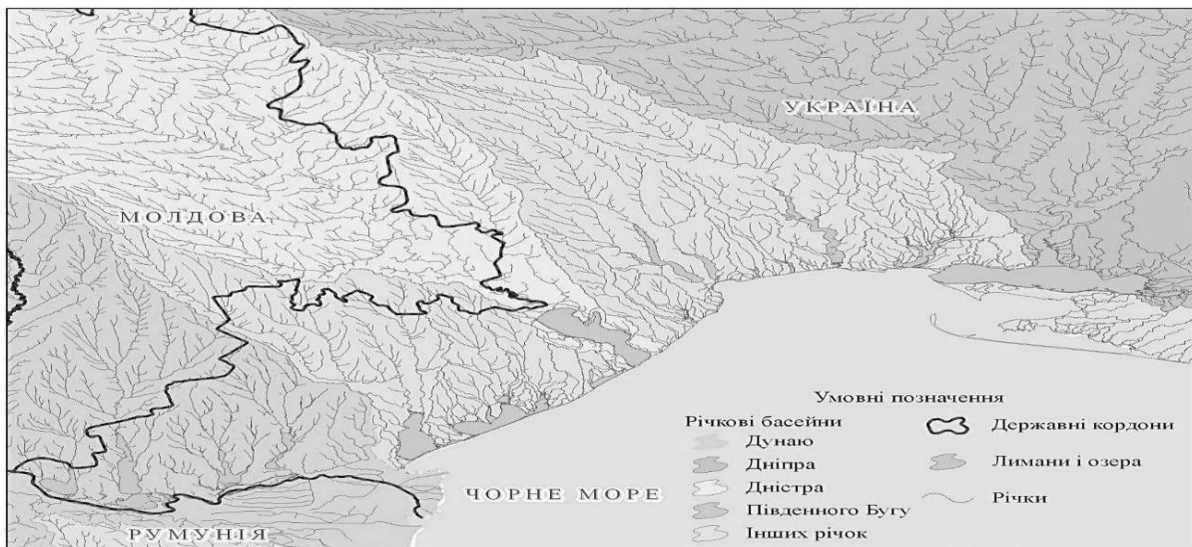 УКРАЇНА
МОЛДОВА
Умовні позначення
Річкові бассейни
Державні кордони
Дунаю
Дніпра
Лимани і озера
Дністра
Річки
Південного Бугу
Інших річок
ЧОРНЕ МОРЕ
РУМУНІЯ